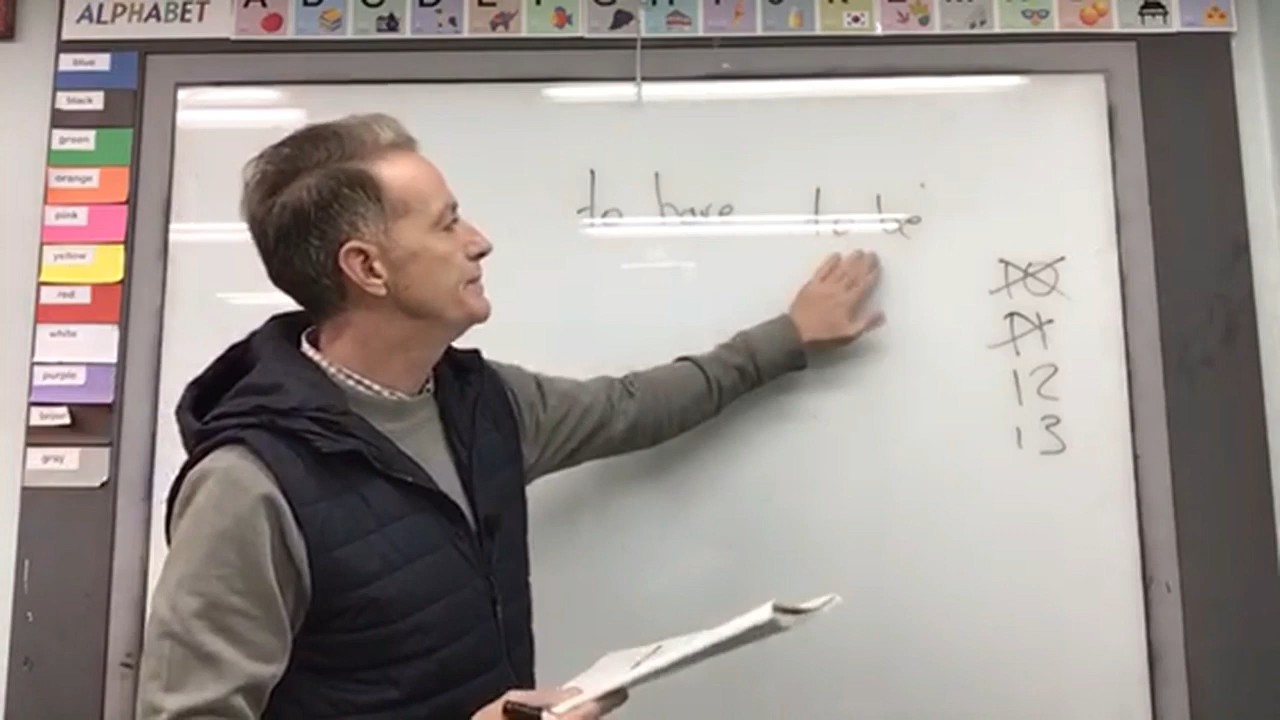 ALPHABET
blue
black
green
orange
pink
yellow
red
white
purple
brown
gray
to have to be
10
11
12
13